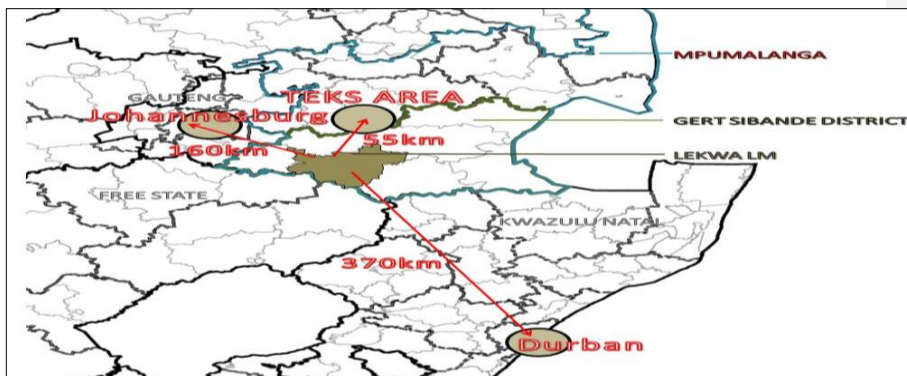 MPUMALANGA
GAUTENG
TEKS AREA
Johannesburg
GERT SIBANDE DISTRICT
55km
160km
LEKWA LM
FREE STATE
KWAZULU NATAL
370km
Durban